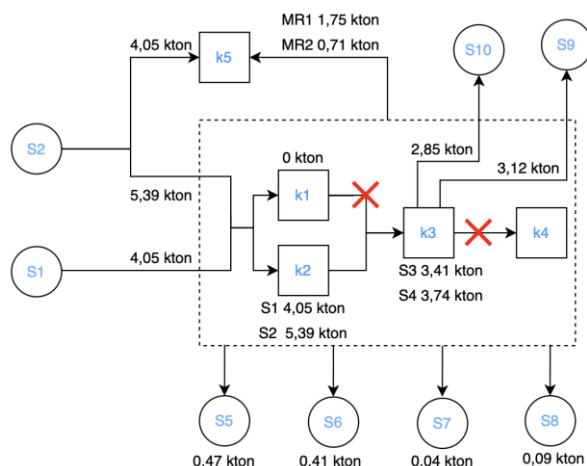 MR1 1,75 kton
MR2 0,71 kton
4,05 kton
k5
S10
S9
S2
2,85 kton
3,12 kton
0 kton
5,39 kton
k1
k3
k4
S1
4,05 kton
k2
S3 3,41 kton
S4 3,74 kton
S1 4,05 kton
S2 5,39 kton
S5
S6
S7
S8
0,47 kton
0,41 kton
0,04 kton
0,09 kton